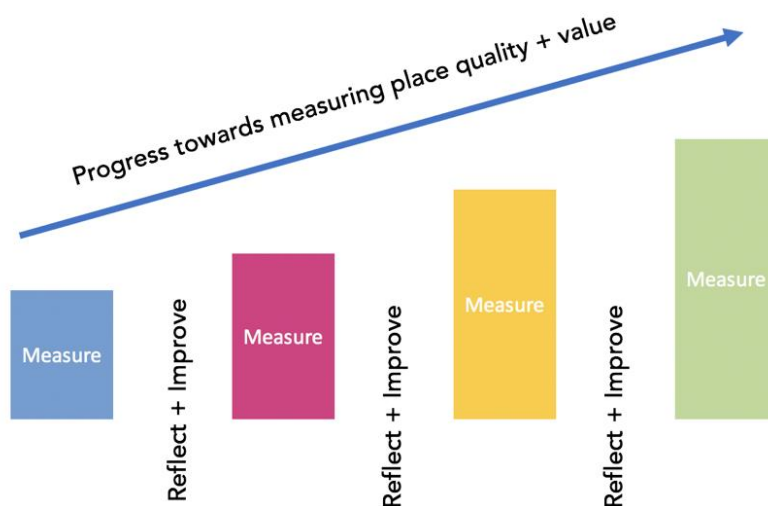 Progress towards measuring place quality + value
Measure
Reflect + Improve
Measure
Reflect + Improve
Measure
Reflect + Improve
Measure